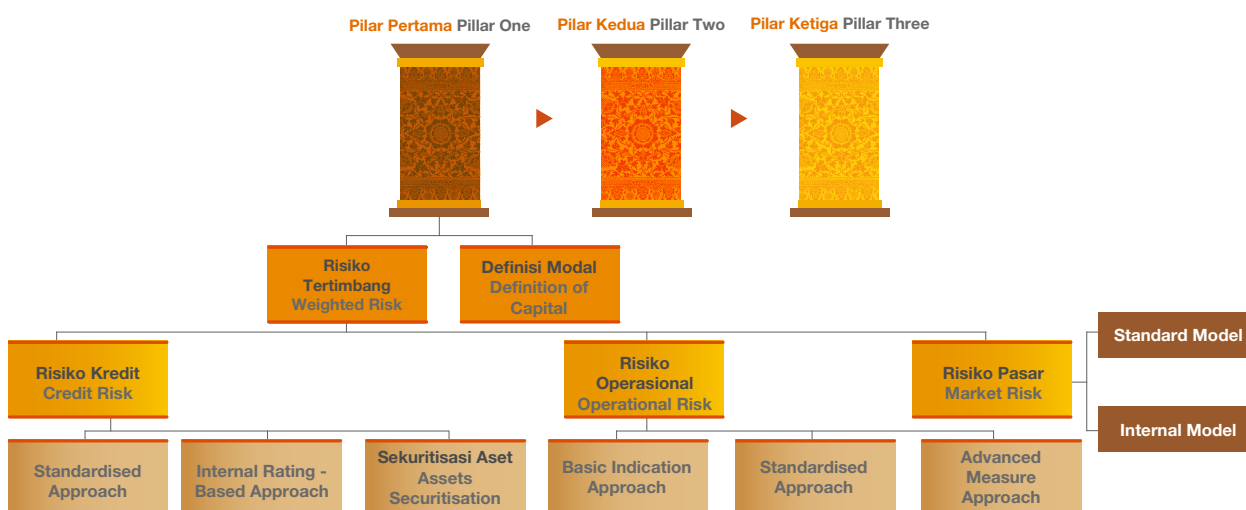 Pilar Pertama Pillar One
Pilar Kedua Pillar Two
Pilar Ketiga Pillar Three
Risiko
Tertimbang
Weighted Risk
Definisi Modal
Definition of
Capital
Risiko Kredit
Credit Risk
Risiko
Operasional
Operational Risk
Risiko Pasar
Market Risk
Standard Model
Internal Model
Standardised
Approach
Internal Rating -
Based Approach
Sekuritisasi Aset
Assets
Securitisation
Basic Indication
Approach
Standardised
Approach
Advanced
Measure
Approach